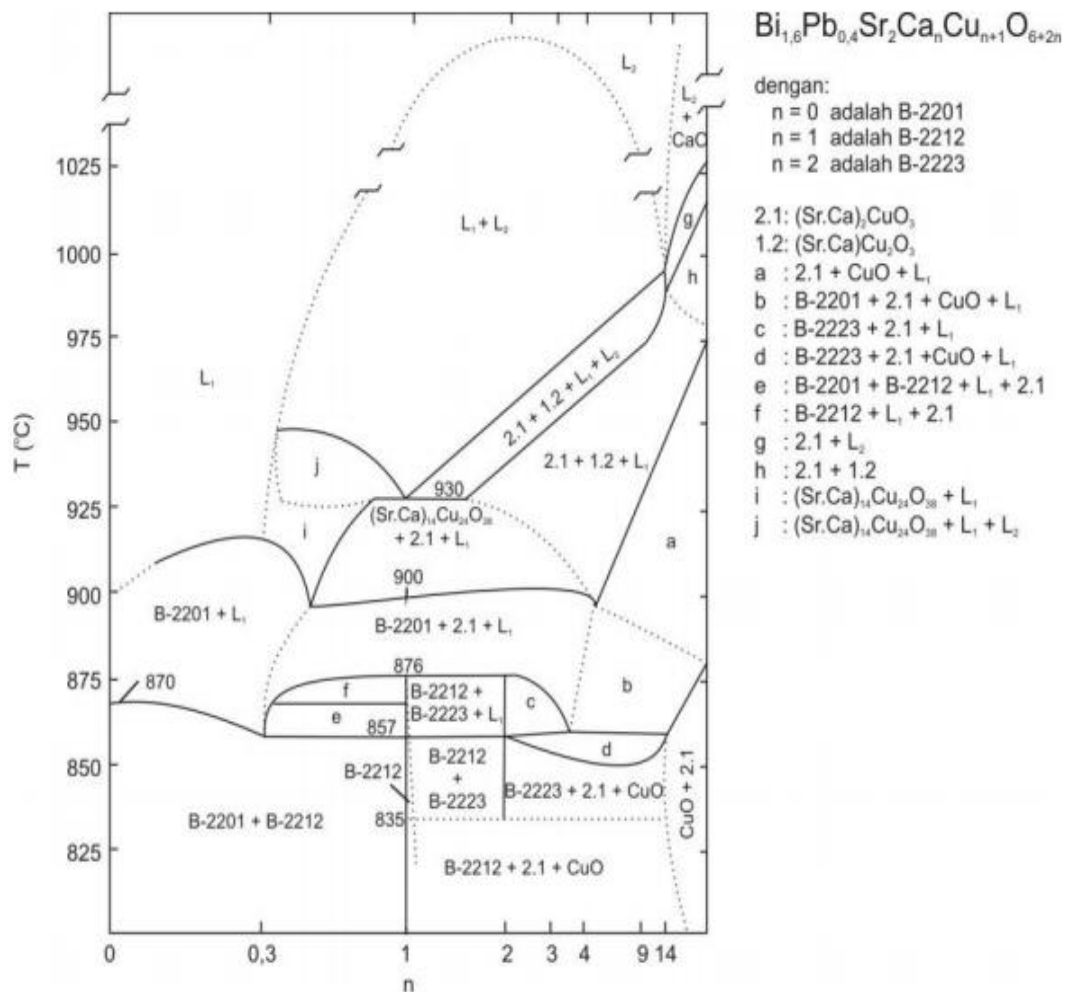 Bi1,6Pb0,4Sr2CanCun+1O6+2n
dengan:
n = 0 adalah B-2201
n = 1 adalah B-2212
n = 2 adalah B-2223
2.1: (Sr.Ca)2CuO3
1.2: (Sr.Ca)Cu2O3
a : 2.1 + CuO + L1
b : B-2201 + 2.1 + CuO + L1
c : B-2223 + 2.1 + L1
d : B-2223 + 2.1 +CuO + L1
e : B-2201 + B-2212 + L1 + 2.1
f : B-2212 + L1 + 2.1
g : 2.1 + L2
h : 2.1 + 1.2
i : (Sr.Ca)14Cu24O38 + L1
j : (Sr.Ca)14Cu24O38 + L1 + L2
T (°C)
1025
1000
975
950
925
900
875
850
825
L2
L2
+
CaO
L1 + L2
g
h
L1
2.1 + 1.2 + L1 + L2
2.1 + 1.2 + L1
j
930
(Sr.Ca)14Cu24O38
+ 2.1 + L1
i
a
900
B-2201 + L1
B-2201 + 2.1 + L1
870
876
b
f
B-2212 +
B-2223 + L1
c
e
857
d
B-2212
B-2212
+
B-2223
B-2223 + 2.1 + CuO
CuO + 2.1
B-2201 + B-2212
835
B-2212 + 2.1 + CuO
0
0,3
1
2
3
4
9
14
n